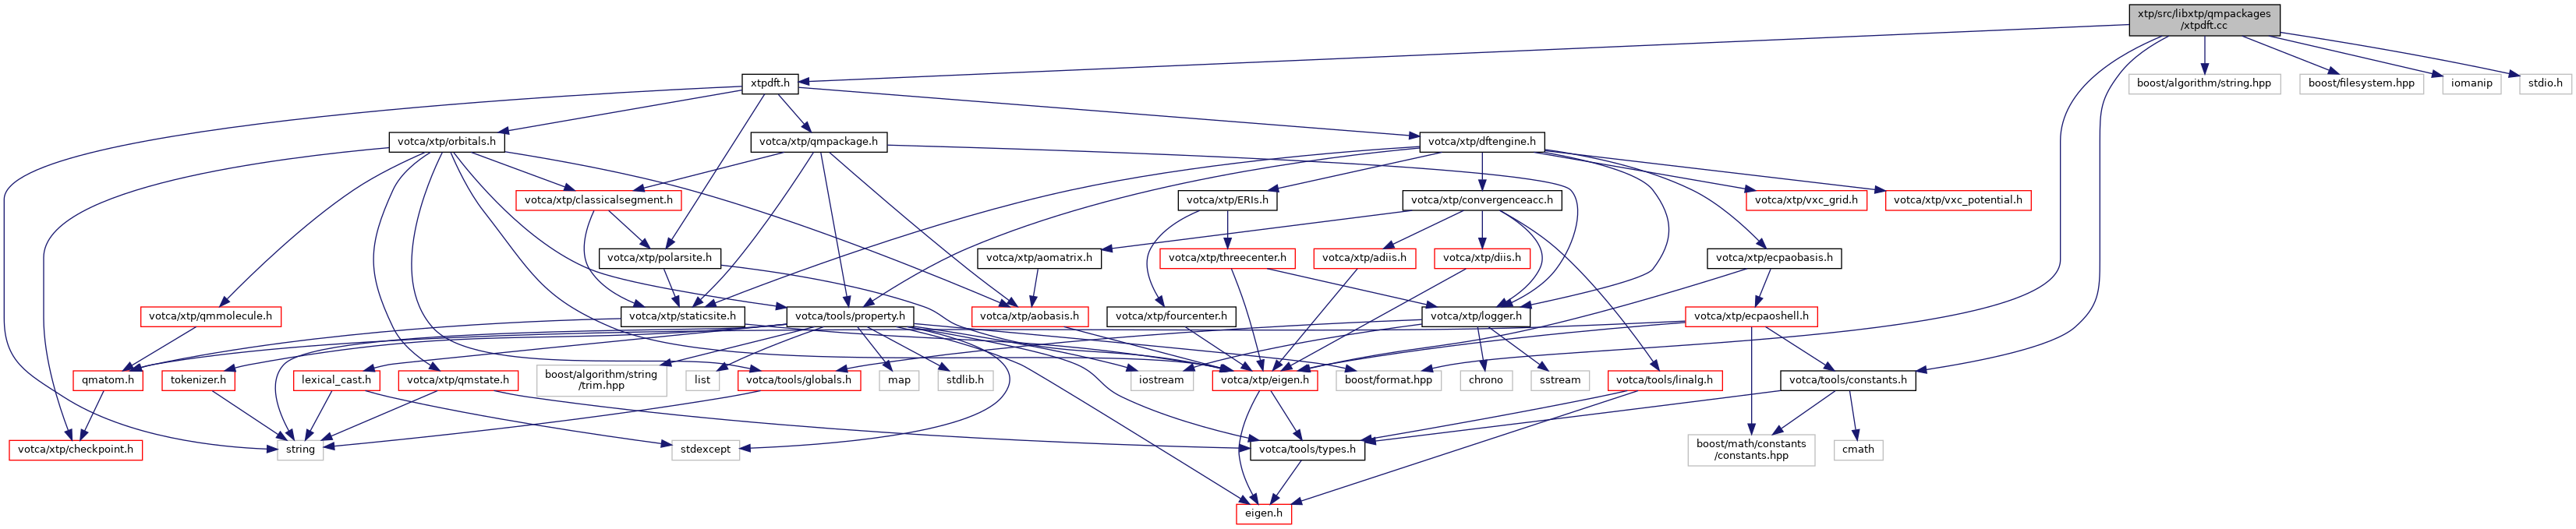 xtp/src/libxtp/qmpackages
/xtpdft.cc
xtpdft.h
boost/algorithm/string.hpp
boost/filesystem.hpp
iomanip
stdio.h
votca/xtp/orbitals.h
votca/xtp/qmpackage.h
votca/xtp/dftengine.h
votca/xtp/classicalsegment.h
votca/xtp/ERIs.h
votca/xtp/convergenceacc.h
votca/xtp/vxc_grid.h
votca/xtp/vxc_potential.h
votca/xtp/polarsite.h
votca/xtp/aomatrix.h
votca/xtp/threecenter.h
votca/xtp/adiis.h
votca/xtp/diis.h
votca/xtp/ecpaobasis.h
votca/xtp/qmmolecule.h
votca/xtp/staticsite.h
votca/tools/property.h
votca/xtp/aobasis.h
votca/xtp/fourcenter.h
votca/xtp/logger.h
votca/xtp/ecpaoshell.h
qmatom.h
tokenizer.h
lexical_cast.h
votca/xtp/qmstate.h
boost/algorithm/string
/trim.hpp
list
votca/tools/globals.h
map
stdlib.h
iostream
votca/xtp/eigen.h
boost/format.hpp
chrono
sstream
votca/tools/linalg.h
votca/tools/constants.h
votca/xtp/checkpoint.h
string
stdexcept
votca/tools/types.h
boost/math/constants
/constants.hpp
cmath
eigen.h